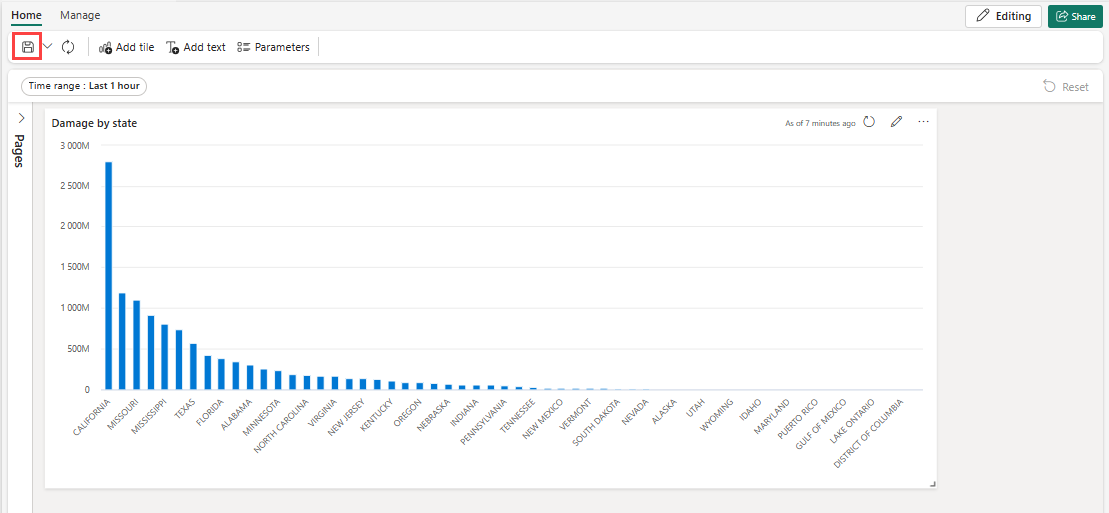 Home Manage Editing Share
Add tile Add text Parameters
Time range : Last 1 hour Reset
Pages
Damage by state As of 7 minutes ago ...
3 000M
2 500M
2 000M
1 500M
1 000M
500M
0
CALIFORNIA
MISSOURI
MISSISSIPPI
TEXAS
FLORIDA
ALABAMA
MINNESOTA
NORTH CAROLINA
VIRGINIA
NEW JERSEY
KENTUCKY
OREGON
NEBRASKA
INDIANA
PENNSYLVANIA
TENNESSEE
NEW MEXICO
VERMONT
SOUTH DAKOTA
NEVADA
ALASKA
UTAH
WYOMING
IDAHO
MARYLAND
PUERTO RICO
GULF OF MEXICO
LAKE ONTARIO
DISTRICT OF COLUMBIA